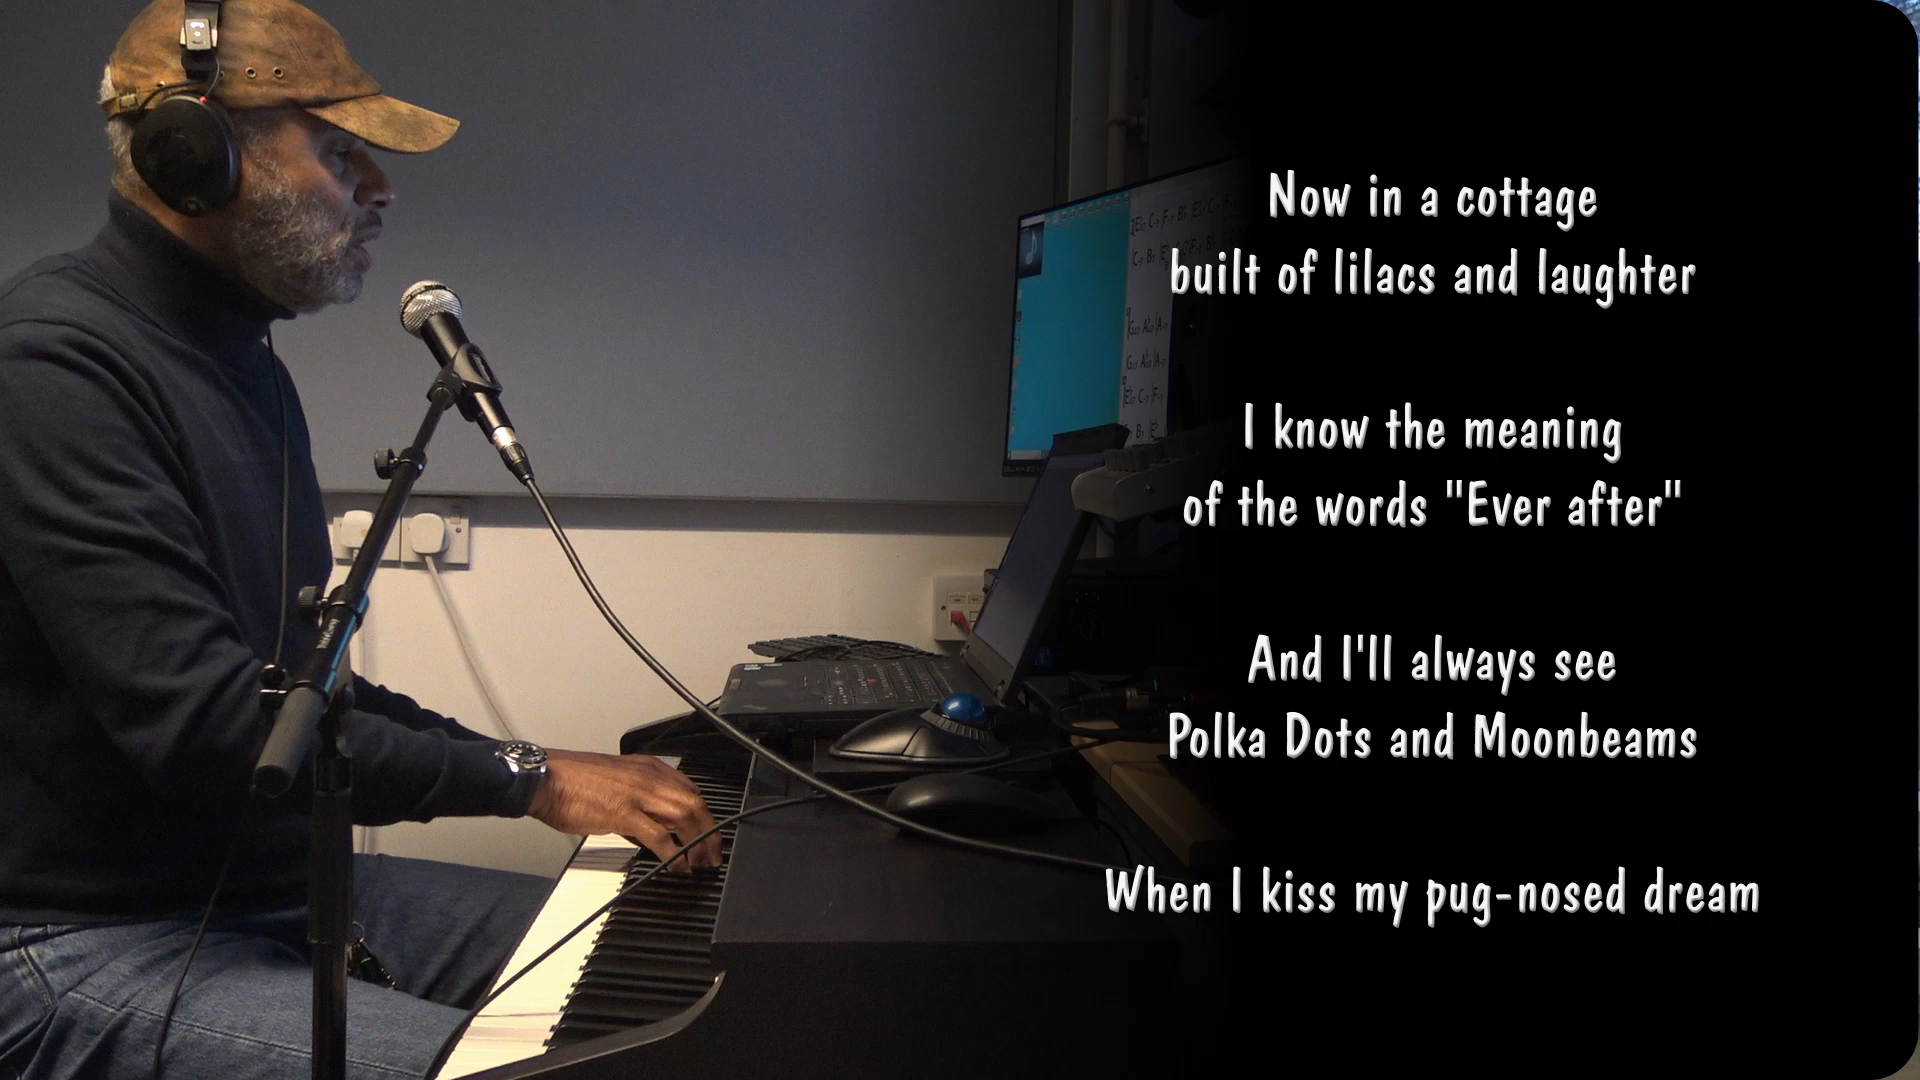 Now in a cottage
built of lilacs and laughter
I know the meaning
of the words "Ever after"
And I'll always see
Polka Dots and Moonbeams
When I kiss my pug-nosed dream